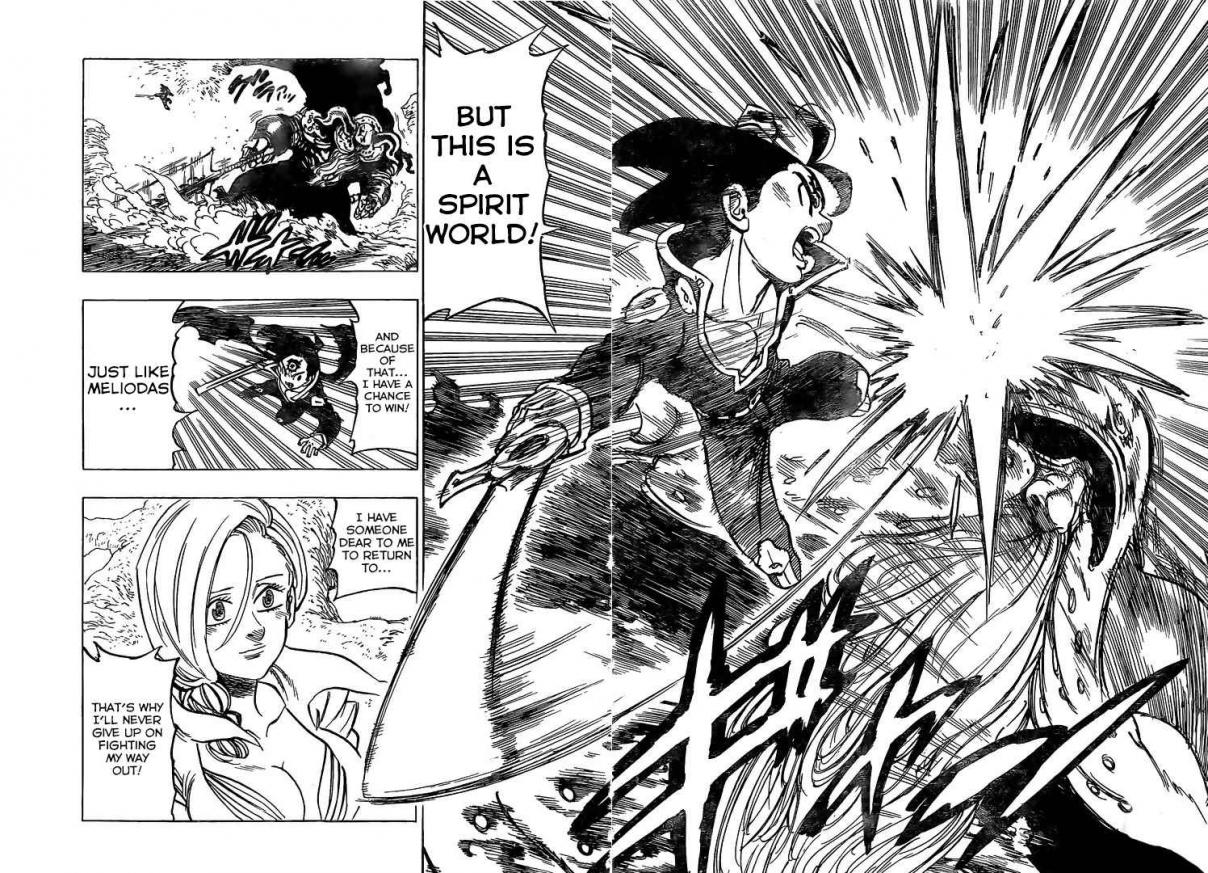 BUT
THIS IS
A
SPIRIT
WORLD!
AND
BECAUSE
OF
THAT...
I HAVE A
CHANCE
TO WIN!
JUST LIKE
MELIODAS
...
I HAVE
SOMEONE
DEAR TO ME
TO RETURN
TO...
THAT'S WHY
I'LL NEVER
GIVE UP ON
FIGHTING
MY WAY
OUT!